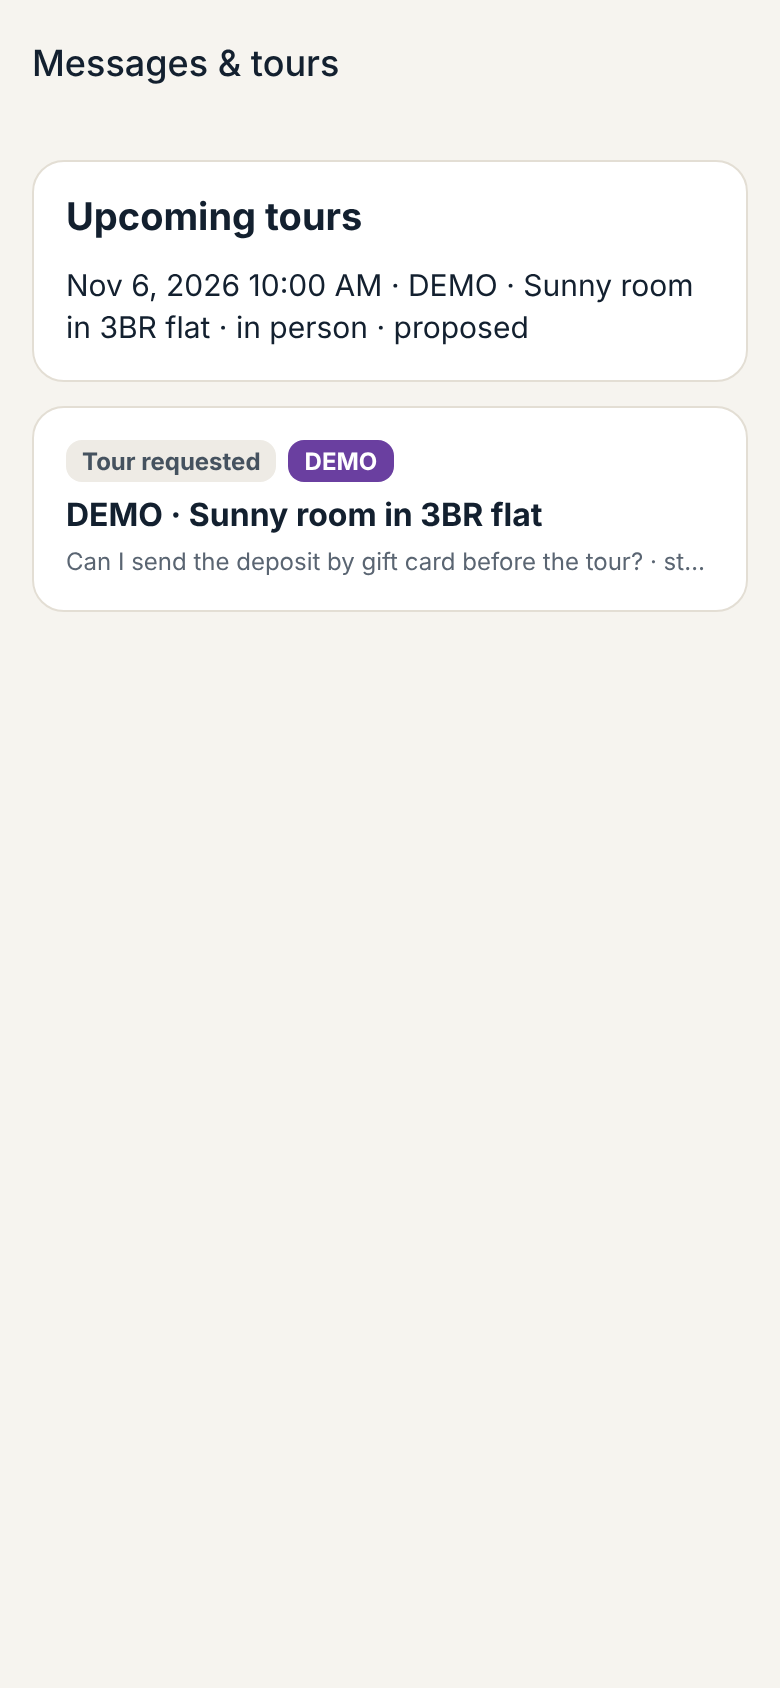 Messages & tours
Upcoming tours
Nov 6, 2026 10:00 AM · DEMO · Sunny room
in 3BR flat · in person · proposed
Tour requested DEMO
DEMO · Sunny room in 3BR flat
Can I send the deposit by gift card before the tour? · st...